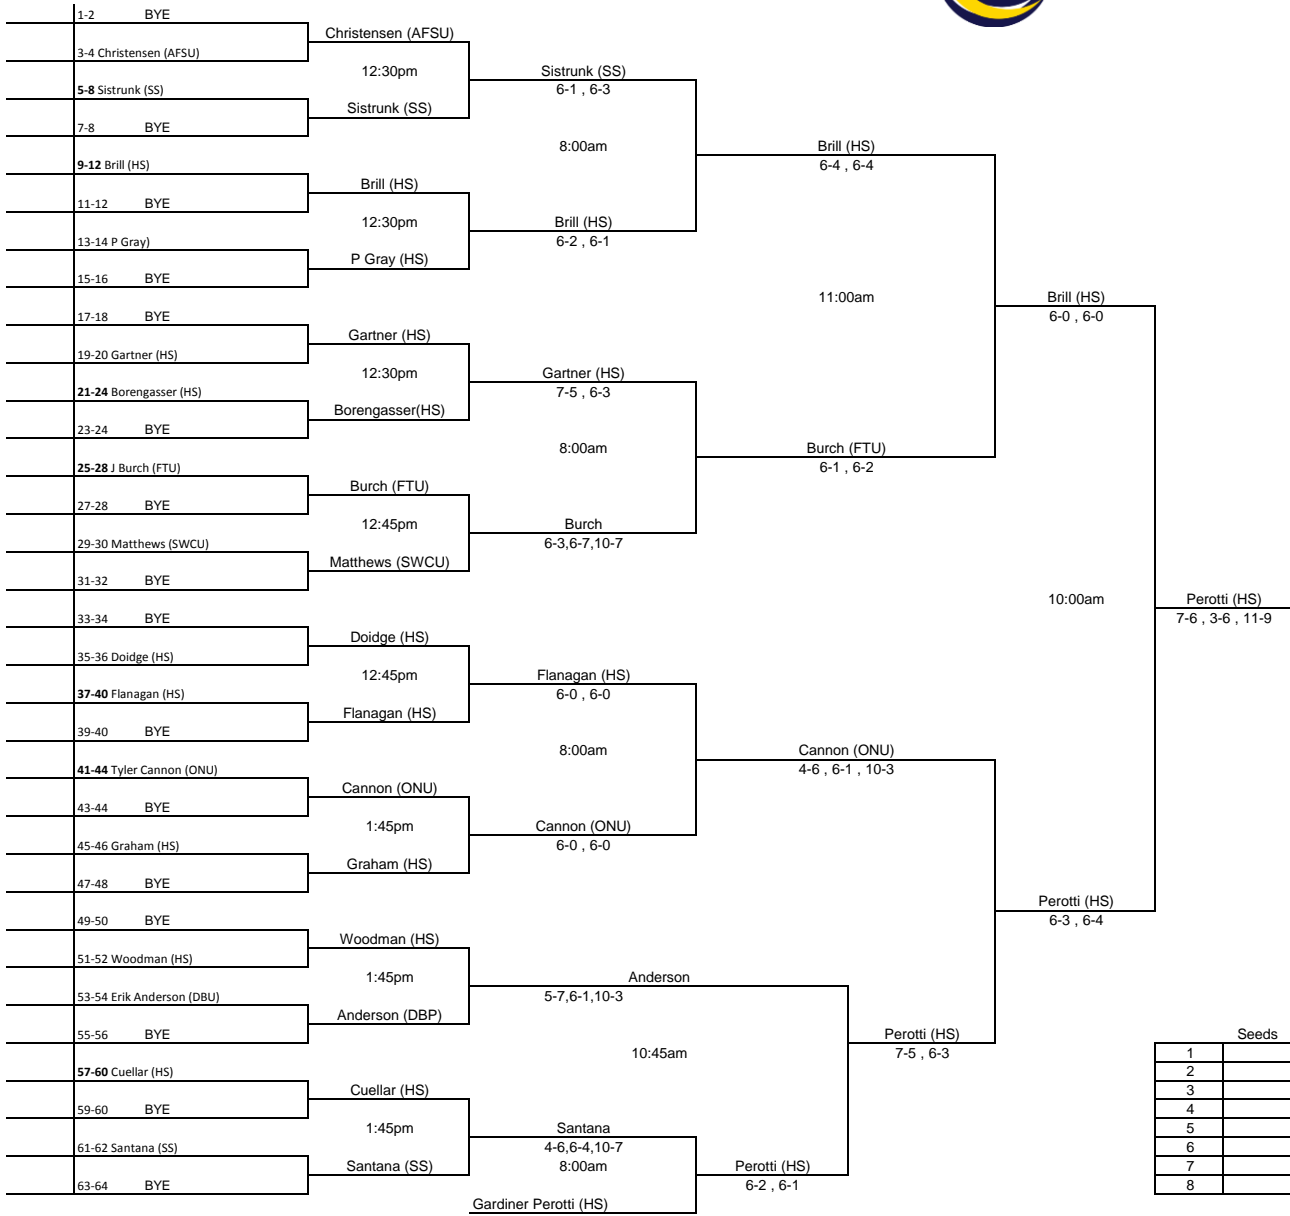 1-2 BYE
Christensen (AFSU)
3-4 Christensen (AFSU)
12:30pm
Sistrunk (SS)
5-8 Sistrunk (SS)
6-1 , 6-3
Sistrunk (SS)
7-8 BYE
8:00am
Brill (HS)
9-12 Brill (HS)
6-4 , 6-4
Brill (HS)
11-12 BYE
12:30pm
Brill (HS)
13-14 P Gray)
6-2 , 6-1
P Gray (HS)
15-16 BYE
11:00am
Brill (HS)
17-18 BYE
6-0 , 6-0
Gartner (HS)
19-20 Gartner (HS)
12:30pm
Gartner (HS)
21-24 Borengasser (HS)
7-5 , 6-3
Borengasser(HS)
23-24 BYE
8:00am
Burch (FTU)
25-28 J Burch (FTU)
6-1 , 6-2
Burch (FTU)
27-28 BYE
12:45pm
Burch
29-30 Matthews (SWCU)
6-3,6-7,10-7
Matthews (SWCU)
31-32 BYE
10:00am
Perotti (HS)
33-34 BYE
7-6 , 3-6 , 11-9
Doidge (HS)
35-36 Doidge (HS)
12:45pm
Flanagan (HS)
37-40 Flanagan (HS)
6-0 , 6-0
Flanagan (HS)
39-40 BYE
8:00am
Cannon (ONU)
41-44 Tyler Cannon (ONU)
4-6 , 6-1 , 10-3
Cannon (ONU)
43-44 BYE
1:45pm
Cannon (ONU)
45-46 Graham (HS)
6-0 , 6-0
Graham (HS)
47-48 BYE
Perotti (HS)
49-50 BYE
6-3 , 6-4
Woodman (HS)
51-52 Woodman (HS)
1:45pm
Anderson
53-54 Erik Anderson (DBU)
5-7,6-1,10-3
Anderson (DBP)
55-56 BYE
Perotti (HS)
Seeds
10:45am
7-5 , 6-3
1
57-60 Cuellar (HS)
2
Cuellar (HS)
3
59-60 BYE
4
1:45pm
Santana
5
61-62 Santana (SS)
4-6,6-4,10-7
6
Santana (SS)
8:00am
Perotti (HS)
7
63-64 BYE
6-2 , 6-1
8
Gardiner Perotti (HS)